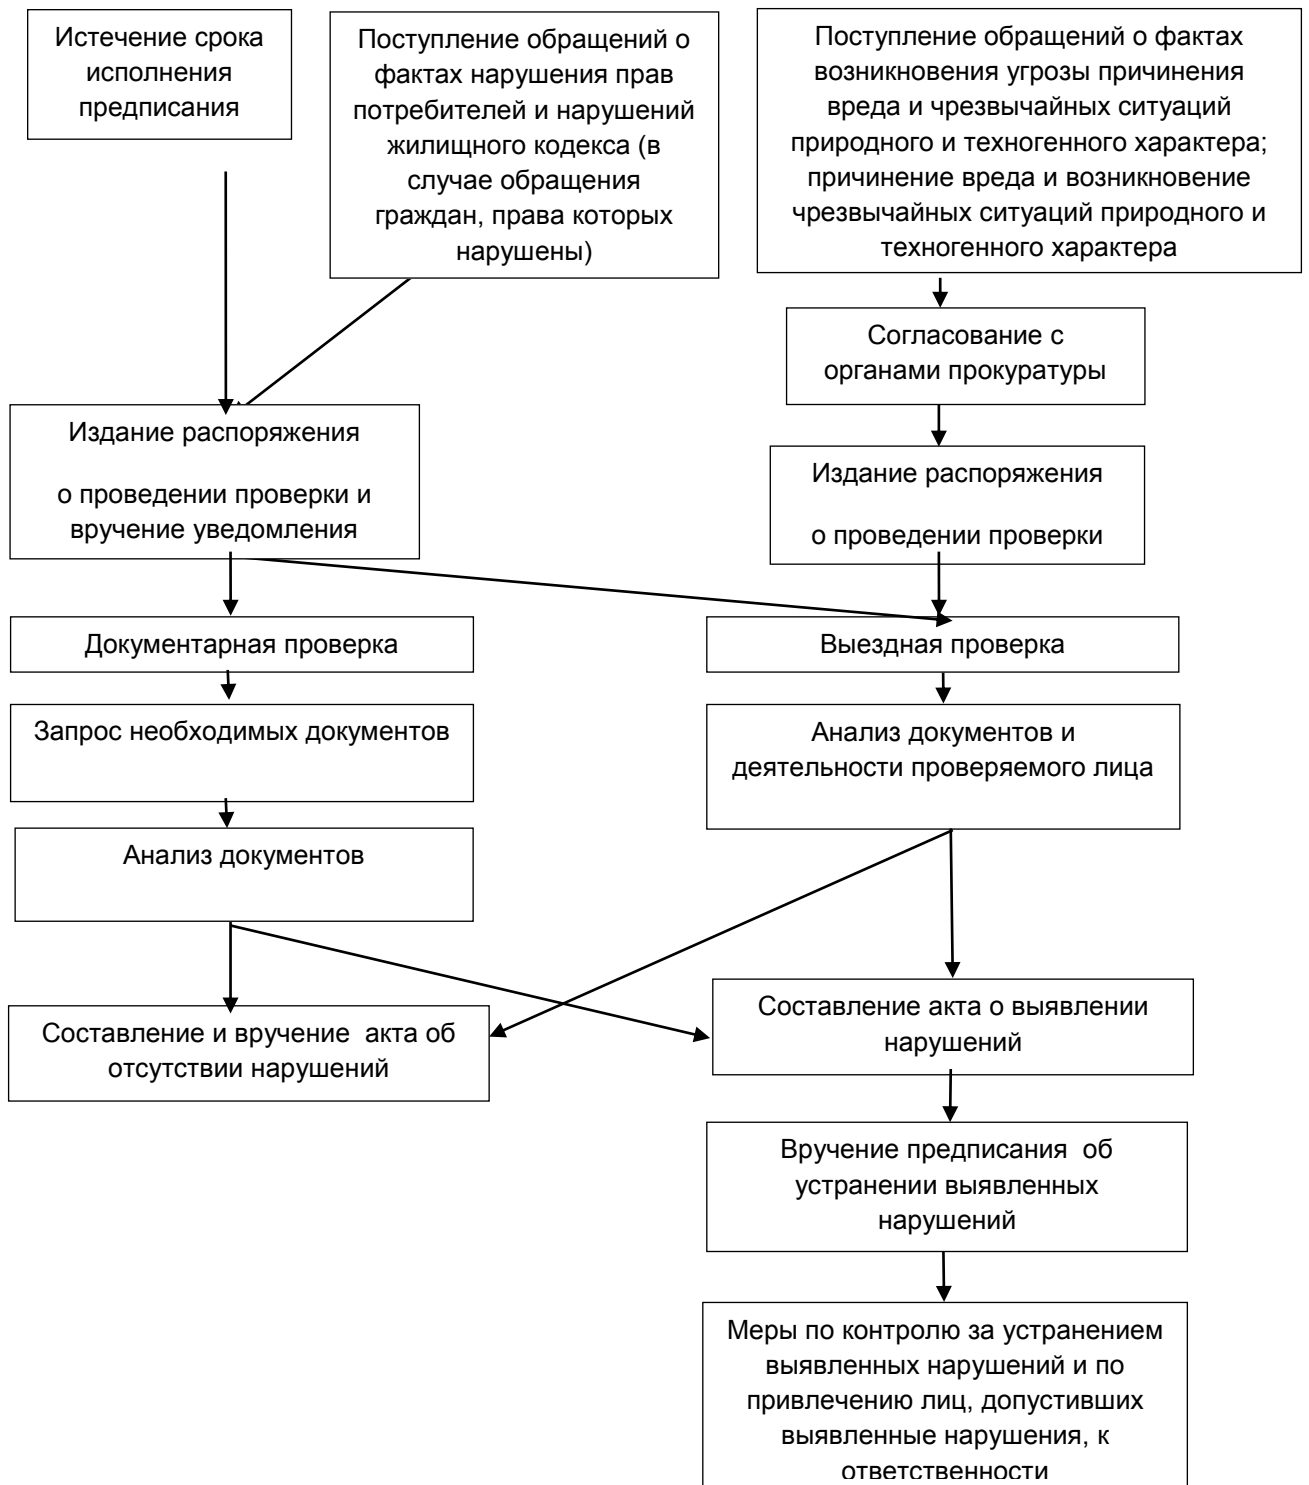 Истечение срока
исполнения
предписания
Поступление обращений о
фактах нарушения прав
потребителей и нарушений
жилищного кодекса (в
случае обращения
граждан, права которых
нарушены)
Поступление обращений о фактах
возникновения угрозы причинения
вреда и чрезвычайных ситуаций
природного и техногенного характера;
причинение вреда и возникновение
чрезвычайных ситуаций природного и
техногенного характера
Согласование с
органами прокуратуры
Издание распоряжения
о проведении проверки и
вручение уведомления
Издание распоряжения
о проведении проверки
Документарная проверка
Выездная проверка
Запрос необходимых документов
Анализ документов и
деятельности проверяемого лица
Анализ документов
Составление и вручение  акта об
отсутствии нарушений
Составление акта о выявлении
нарушений
Вручение предписания  об
устранении выявленных
нарушений
Меры по контролю за устранением
выявленных нарушений и по
привлечению лиц, допустивших
выявленные нарушения, к
ответственности